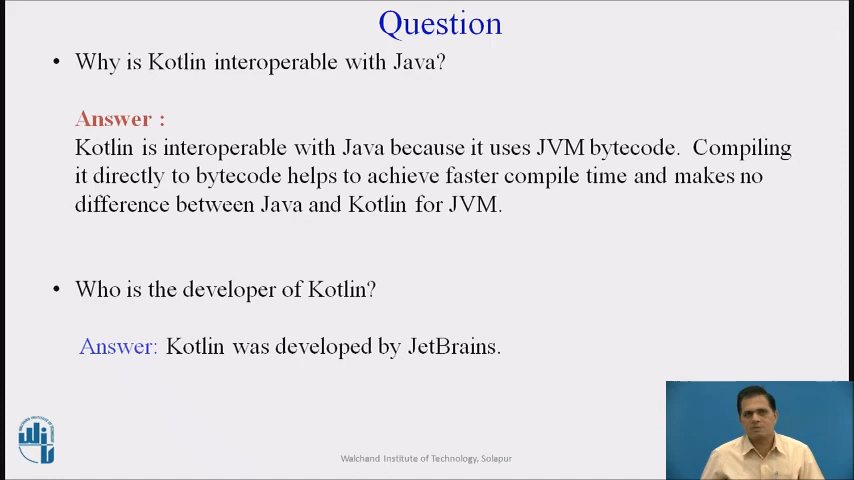 Question
• Why is Kotlin interoperable with Java?
Answer :
Kotlin is interoperable with Java because it uses JVM bytecode. Compiling
it directly to bytecode helps to achieve faster compile time and makes no
difference between Java and Kotlin for JVM.
• Who is the developer of Kotlin?
Answer: Kotlin was developed by JetBrains.
Walchand Institute of Technology, Solapur